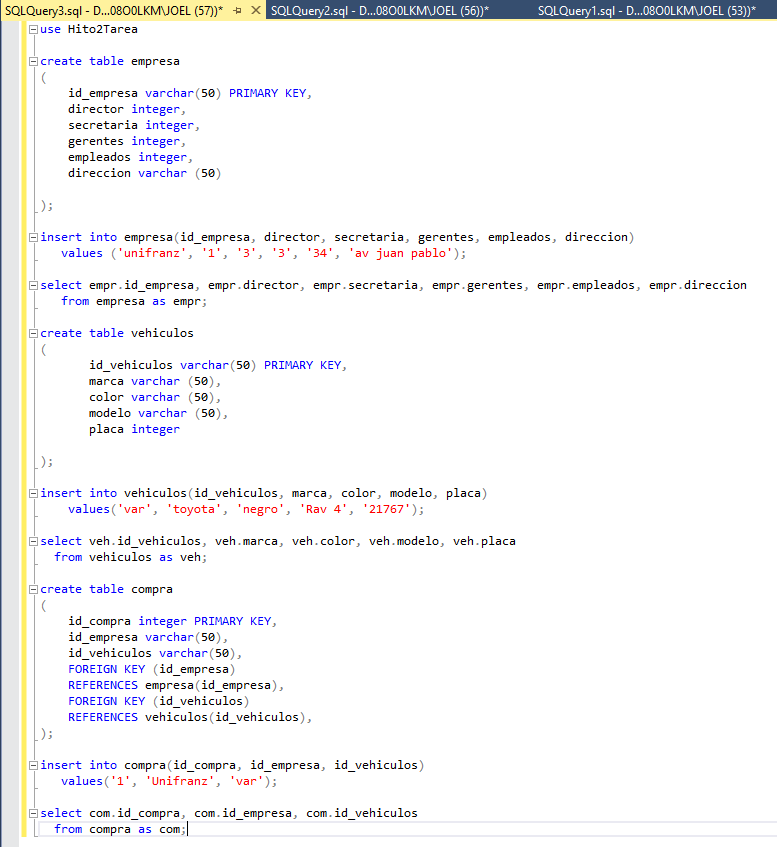 SQLQuery3.sql - D...08O0LKM\JOEL (57))* SQLQuery2.sql - D...08O0LKM\JOEL (56))* SQLQuery1.sql - D...08O0LKM\JOEL (53))*
use Hito2Tarea
create table empresa
(
id_empresa varchar(50) PRIMARY KEY,
director integer,
secretaria integer,
gerentes integer,
empleados integer,
direccion varchar (50)
);
insert into empresa(id_empresa, director, secretaria, gerentes, empleados, direccion)
values ('unifranz', '1', '3', '3', '34', 'av juan pablo');
select empr.id_empresa, empr.director, empr.secretaria, empr.gerentes, empr.empleados, empr.direccion
from empresa as empr;
create table vehiculos
(
id_vehiculos varchar(50) PRIMARY KEY,
marca varchar (50),
color varchar (50),
modelo varchar (50),
placa integer
);
insert into vehiculos(id_vehiculos, marca, color, modelo, placa)
values('var', 'toyota', 'negro', 'Rav 4', '21767');
select veh.id_vehiculos, veh.marca, veh.color, veh.modelo, veh.placa
from vehiculos as veh;
create table compra
(
id_compra integer PRIMARY KEY,
id_empresa varchar(50),
id_vehiculos varchar(50),
FOREIGN KEY (id_empresa)
REFERENCES empresa(id_empresa),
FOREIGN KEY (id_vehiculos)
REFERENCES vehiculos(id_vehiculos),
);
insert into compra(id_compra, id_empresa, id_vehiculos)
values('1', 'Unifranz', 'var');
select com.id_compra, com.id_empresa, com.id_vehiculos
from compra as com;